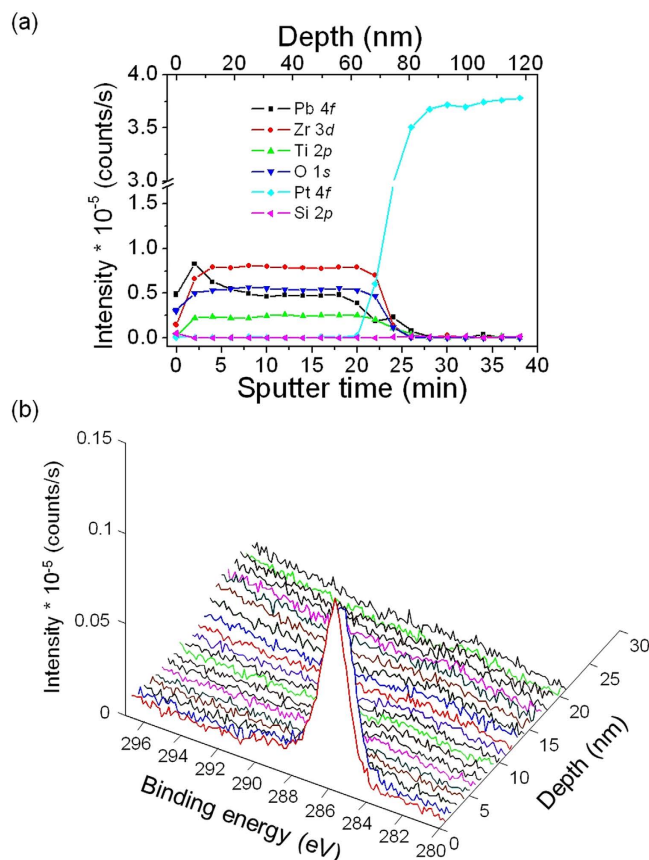 (a)
Depth (nm)
0 20 40 60 80 100 120
Intensity * 10⁻⁵ (counts/s)
4.0
3.5
3.0
1.0
0.5
0.0
Pb 4f
Zr 3d
Ti 2p
O 1s
Pt 4f
Si 2p
0 5 10 15 20 25 30 35 40
Sputter time (min)
(b)
Intensity * 10⁻⁵ (counts/s)
0.15
0.1
0.05
0
296 294 292 290 288 286 284 282 280
Binding energy (eV)
0 5 10 15 20 25 30
Depth (nm)